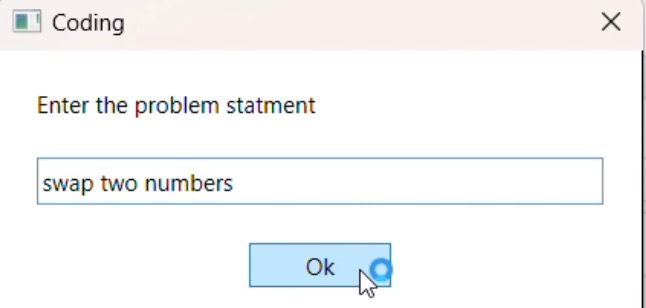 Coding
Enter the problem statment
swap two numbers
Ok